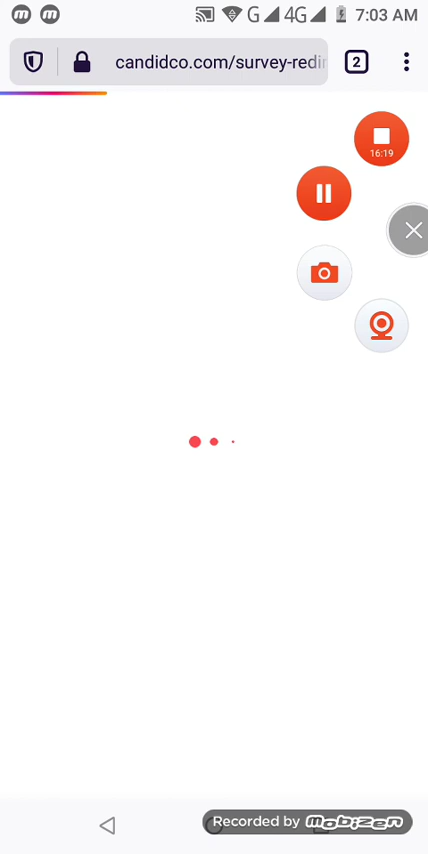 m m G 4G 7:03 AM
candidco.com/survey-redir
2
16:19
Recorded by mobizen